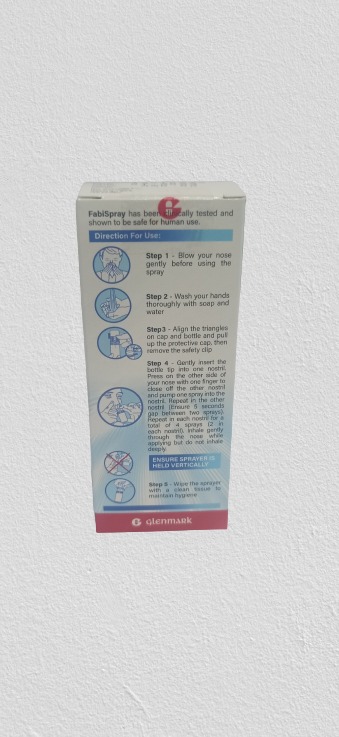 FabiSpray has been clinically tested and
shown to be safe for human use.
Direction For Use:
Step 1 - Blow your nose
gently before using the
spray
Step 2 - Wash your hands
thoroughly with soap and
water
Step3 - Align the triangles
on cap and bottle and pull
up the protective cap, then
remove the safety clip
Step 4 - Gently insert the
bottle tip into one nostril.
Press on the other side of
your nose with one finger to
close off the other nostril
and pump one spray into the
nostril. Repeat in the other
nostril (Ensure 5 seconds
gap between two sprays).
Repeat in each nostril for a
total of 4 sprays (2 in
each nostril). Inhale gently
through the nose while
applying but do not inhale
deeply.
ENSURE SPRAYER IS
HELD VERTICALLY
Step 5 - Wipe the sprayer
with a clean tissue to
maintain hygiene
G glenmark